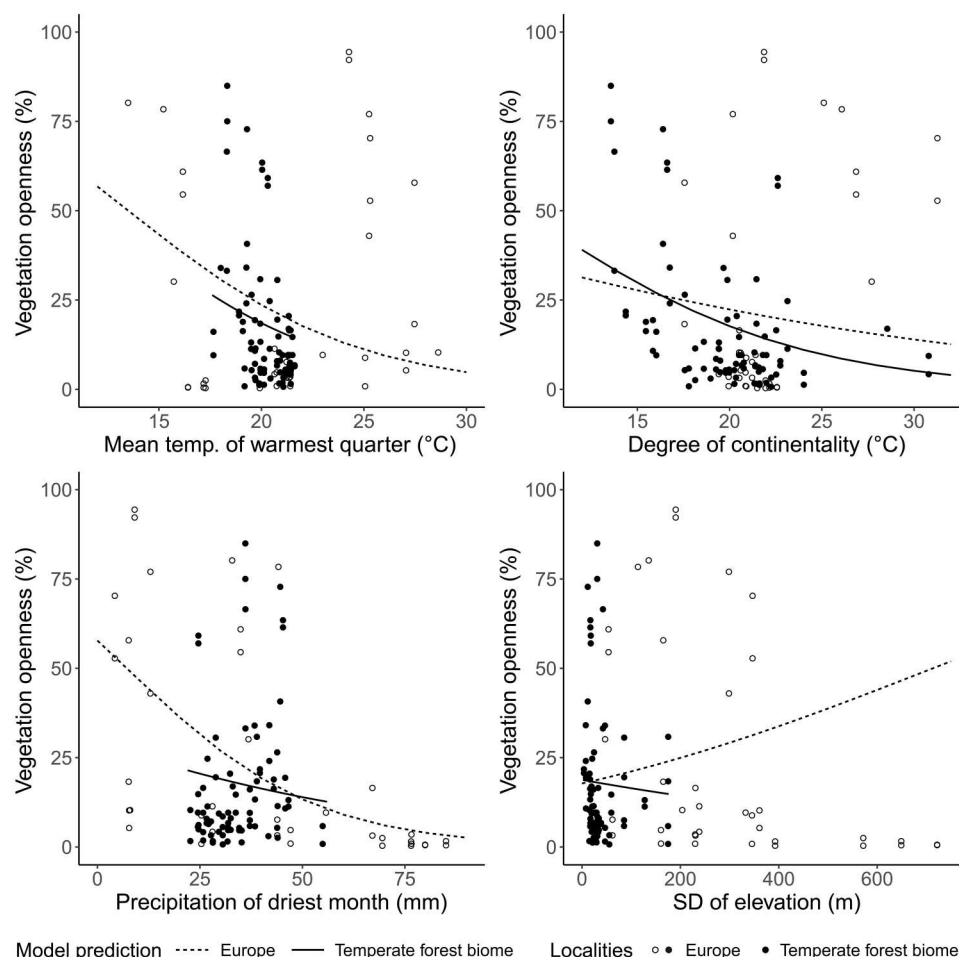 100
75
50
25
0
Vegetation openness (%)
15 20 25 30
Mean temp. of warmest quarter (°C)
100
75
50
25
0
Vegetation openness (%)
15 20 25 30
Degree of continentality (°C)
100
75
50
25
0
Vegetation openness (%)
0 25 50 75
Precipitation of driest month (mm)
100
75
50
25
0
Vegetation openness (%)
0 200 400 600
SD of elevation (m)
Model prediction Europe Temperate forest biome Localities Europe Temperate forest biome